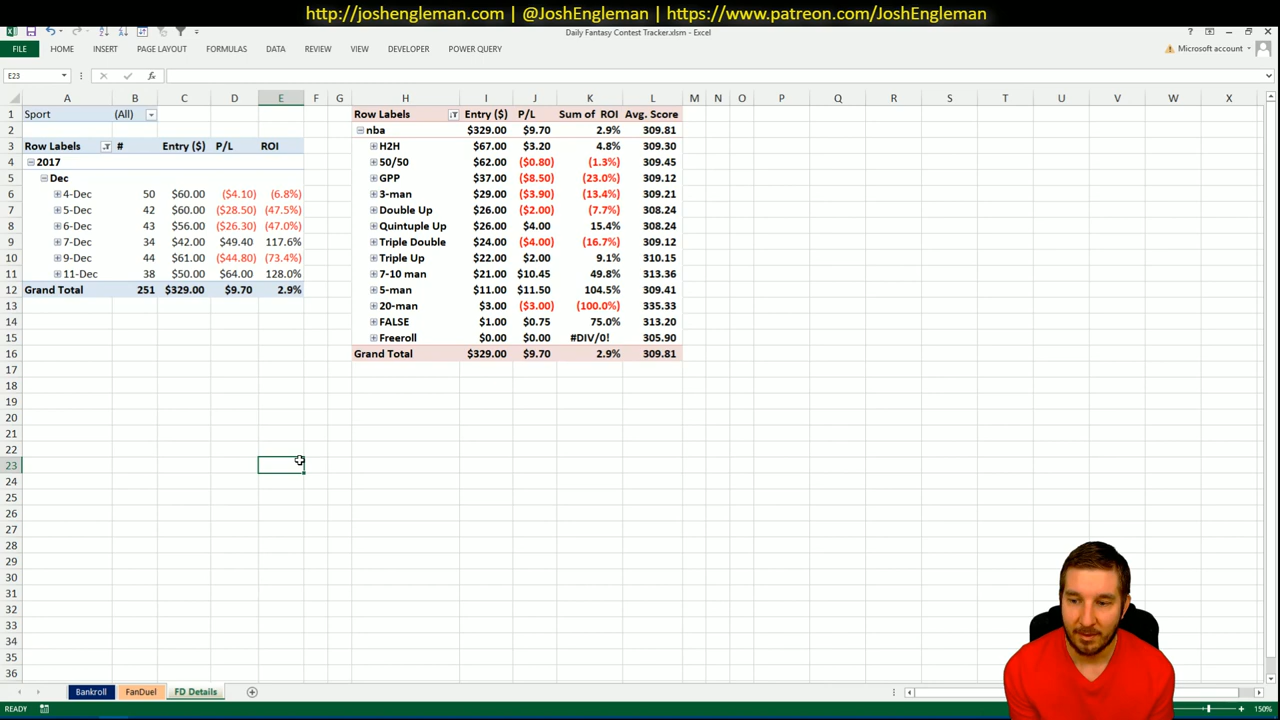 http://joshengleman.com | @JoshEngleman | https://www.patreon.com/JoshEngleman
Daily Fantasy Contest Tracker.xlsm - Excel
FILE HOME INSERT PAGE LAYOUT FORMULAS DATA REVIEW VIEW DEVELOPER POWER QUERY Microsoft account
E23 fx
A B C D E F G H I J K L M N O P Q R S T U V W X
1 Sport (All) Row Labels Entry ($) P/L Sum of ROI Avg. Score
2 nba $329.00 $9.70 2.9% 309.81
3 Row Labels # Entry ($) P/L ROI H2H $67.00 $3.20 4.8% 309.30
4 2017 50/50 $62.00 ($0.80) (1.3%) 309.45
5 Dec GPP $37.00 ($8.50) (23.0%) 309.12
6 4-Dec 50 $60.00 ($4.10) (6.8%) 3-man $29.00 ($3.90) (13.4%) 309.21
7 5-Dec 42 $60.00 ($28.50) (47.5%) Double Up $26.00 ($2.00) (7.7%) 308.24
8 6-Dec 43 $56.00 ($26.30) (47.0%) Quintuple Up $26.00 $4.00 15.4% 308.24
9 7-Dec 34 $42.00 $49.40 117.6% Triple Double $24.00 ($4.00) (16.7%) 309.12
10 9-Dec 44 $61.00 ($44.80) (73.4%) Triple Up $22.00 $2.00 9.1% 310.15
11 11-Dec 38 $50.00 $64.00 128.0% 7-10 man $21.00 $10.45 49.8% 313.36
12 Grand Total 251 $329.00 $9.70 2.9% 5-man $11.00 $11.50 104.5% 309.41
13 20-man $3.00 ($3.00) (100.0%) 335.33
14 FALSE $1.00 $0.75 75.0% 313.20
15 Freeroll $0.00 $0.00 #DIV/0! 305.90
16 Grand Total $329.00 $9.70 2.9% 309.81
17
18
19
20
21
22
23
24
25
26
27
28
29
30
31
32
33
34
35
36
Bankroll FanDuel FD Details
READY 150%